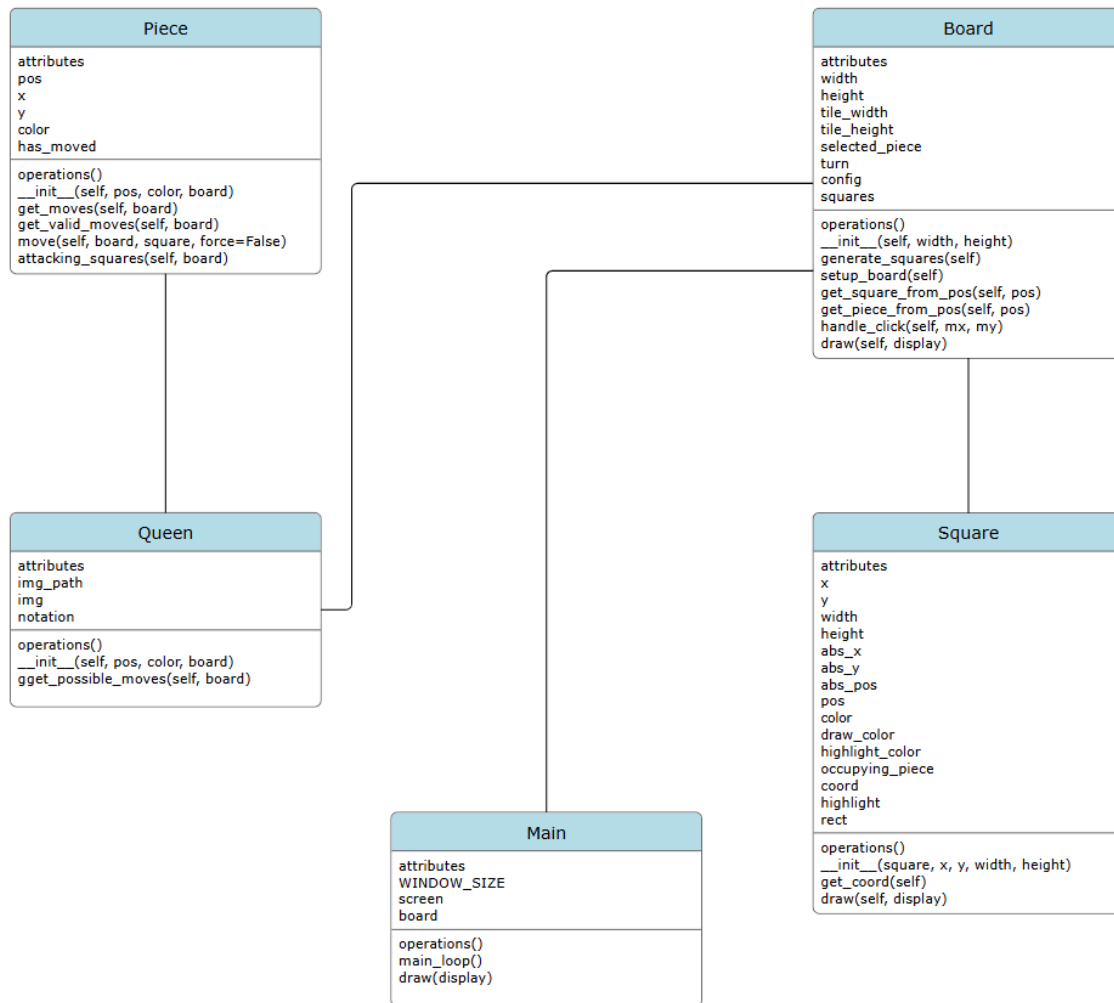 Piece
attributes
pos
x
y
color
has_moved
operations()
__init__(self, pos, color, board)
get_moves(self, board)
get_valid_moves(self, board)
move(self, board, square, force=False)
attacking_squares(self, board)
Board
attributes
width
height
tile_width
tile_height
selected_piece
turn
config
squares
operations()
__init__(self, width, height)
generate_squares(self)
setup_board(self)
get_square_from_pos(self, pos)
get_piece_from_pos(self, pos)
handle_click(self, mx, my)
draw(self, display)
Queen
attributes
img_path
img
notation
operations()
__init__(self, pos, color, board)
gget_possible_moves(self, board)
Square
attributes
x
y
width
height
abs_x
abs_y
abs_pos
pos
color
draw_color
highlight_color
occupying_piece
coord
highlight
rect
operations()
__init__(square, x, y, width, height)
get_coord(self)
draw(self, display)
Main
attributes
WINDOW_SIZE
screen
board
operations()
main_loop()
draw(display)